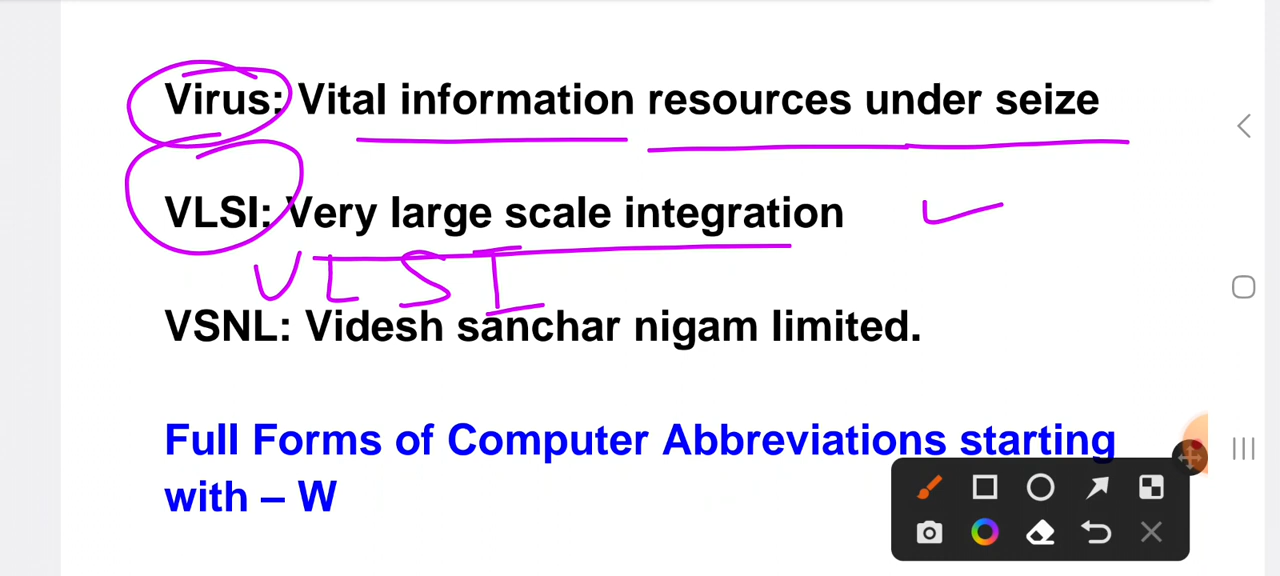 Virus: Vital information resources under seize
VLSI: Very large scale integration
VLSI
VSNL: Videsh sanchar nigam limited.
Full Forms of Computer Abbreviations starting
with – W